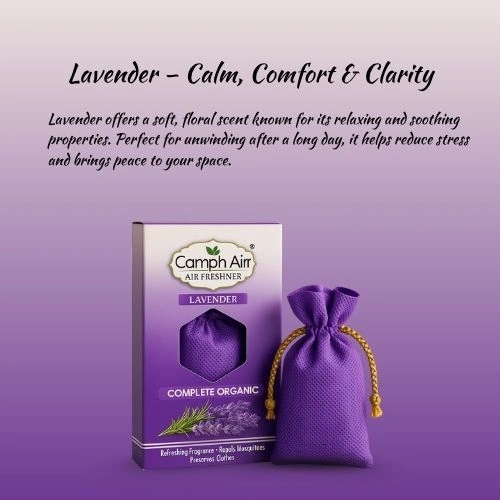 Lavender – Calm, Comfort & Clarity
Lavender offers a soft, floral scent known for its relaxing and soothing
properties. Perfect for unwinding after a long day, it helps reduce stress
and brings peace to your space.
Camph Airr®
AIR FRESHNER
LAVENDER
COMPLETE ORGANIC
Refreshing Fragrance • Repels Mosquitoes
Preserves Clothes